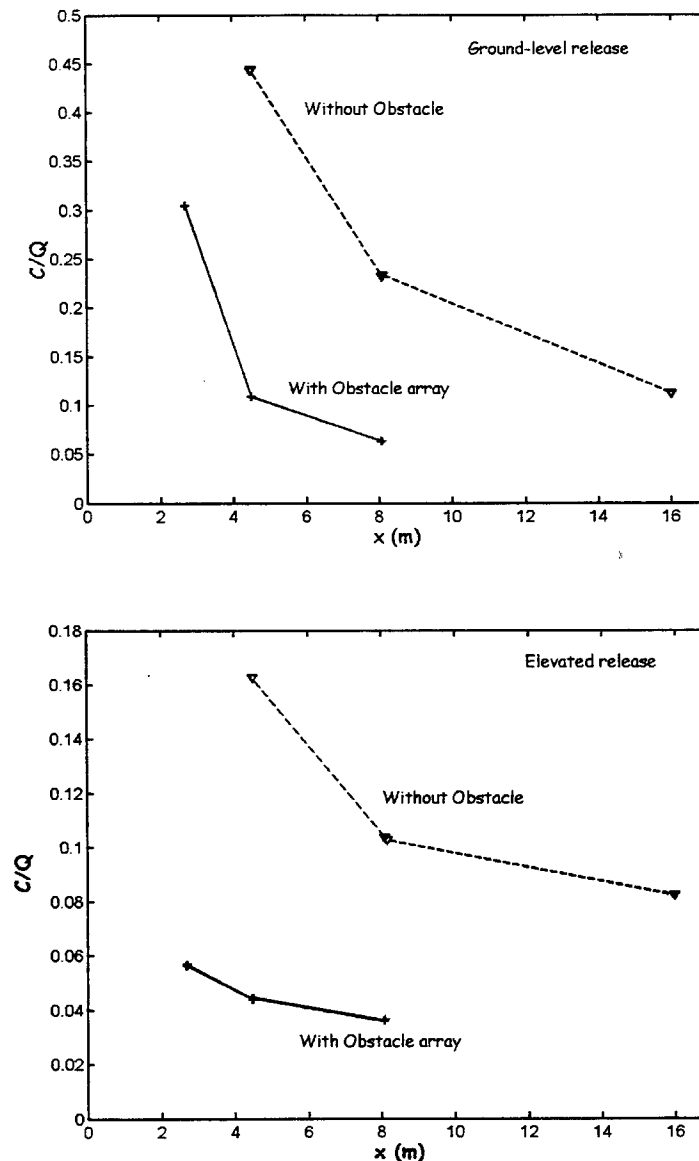 0.5
Ground-level release
0.45
Without Obstacle
0.4
0.35
0.3
C/Q
0.25
0.2
0.15
With Obstacle array
0.1
0.05
0
0 2 4 6 8 10 12 14 16
x (m)
0.18
Elevated release
0.16
0.14
0.12
Without Obstacle
0.1
C/Q
0.08
0.06
0.04
With Obstacle array
0.02
0
0 2 4 6 8 10 12 14 16
x (m)